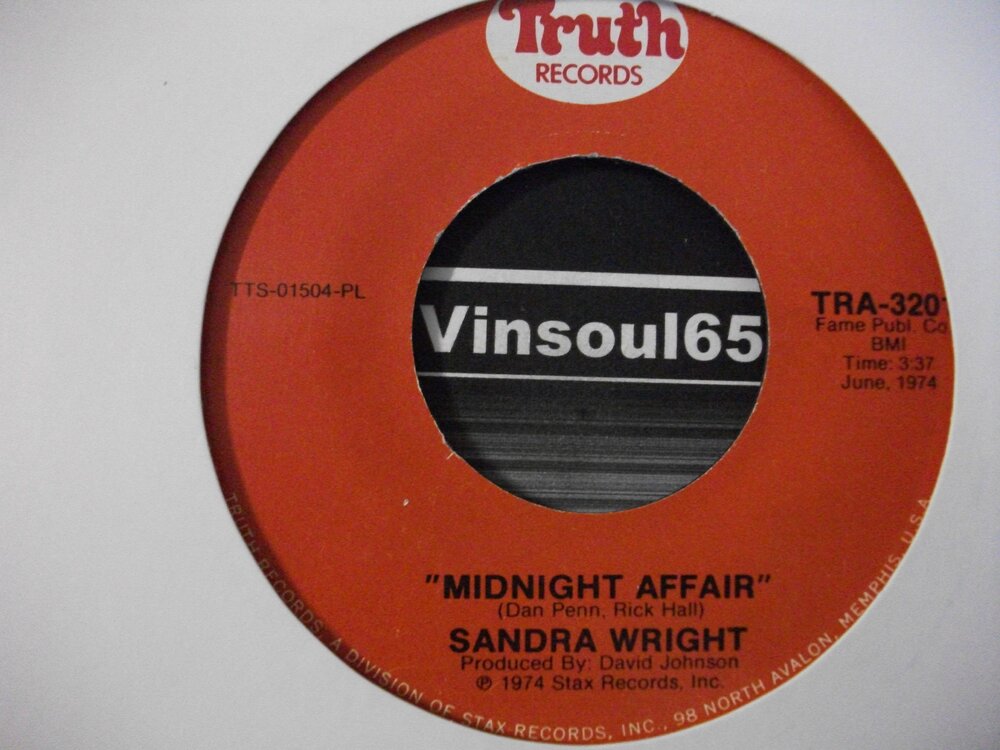 Truth
RECORDS
TTS-01504-PL
Vinsoul65
TRA-320
Fame Publ. Co
BMI
Time: 3:37
June, 1974
"MIDNIGHT AFFAIR"
(Dan Penn, Rick Hall)
SANDRA WRIGHT
Produced By: David Johnson
℗ 1974 Stax Records, Inc.
TRUTH RECORDS, A DIVISION OF STAX RECORDS, INC., 98 NORTH AVALON, MEMPHIS, U.S.A.